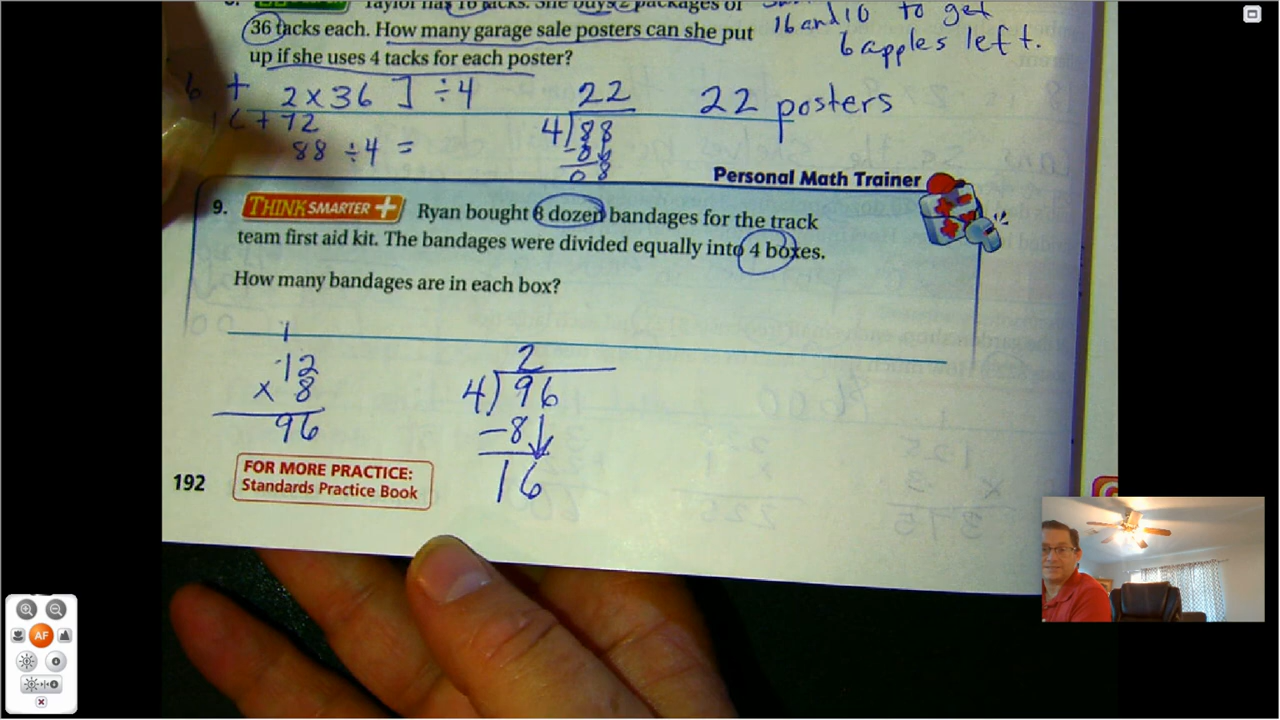 Taylor has 16 tacks. She buys 2 packages of
36 tacks each. How many garage sale posters can she put
up if she uses 4 tacks for each poster?
16 and 10 to get
6 apples left.
6 + 2 x 36 ] ÷ 4
16 + 72
88 ÷ 4 =
22
4)88
-8
08
22 posters
Personal Math Trainer
9. THINK SMARTER + Ryan bought 8 dozen bandages for the track
team first aid kit. The bandages were divided equally into 4 boxes.
How many bandages are in each box?
1
12
x 8
96
2
4)96
-8
16
192
FOR MORE PRACTICE:
Standards Practice Book
AF